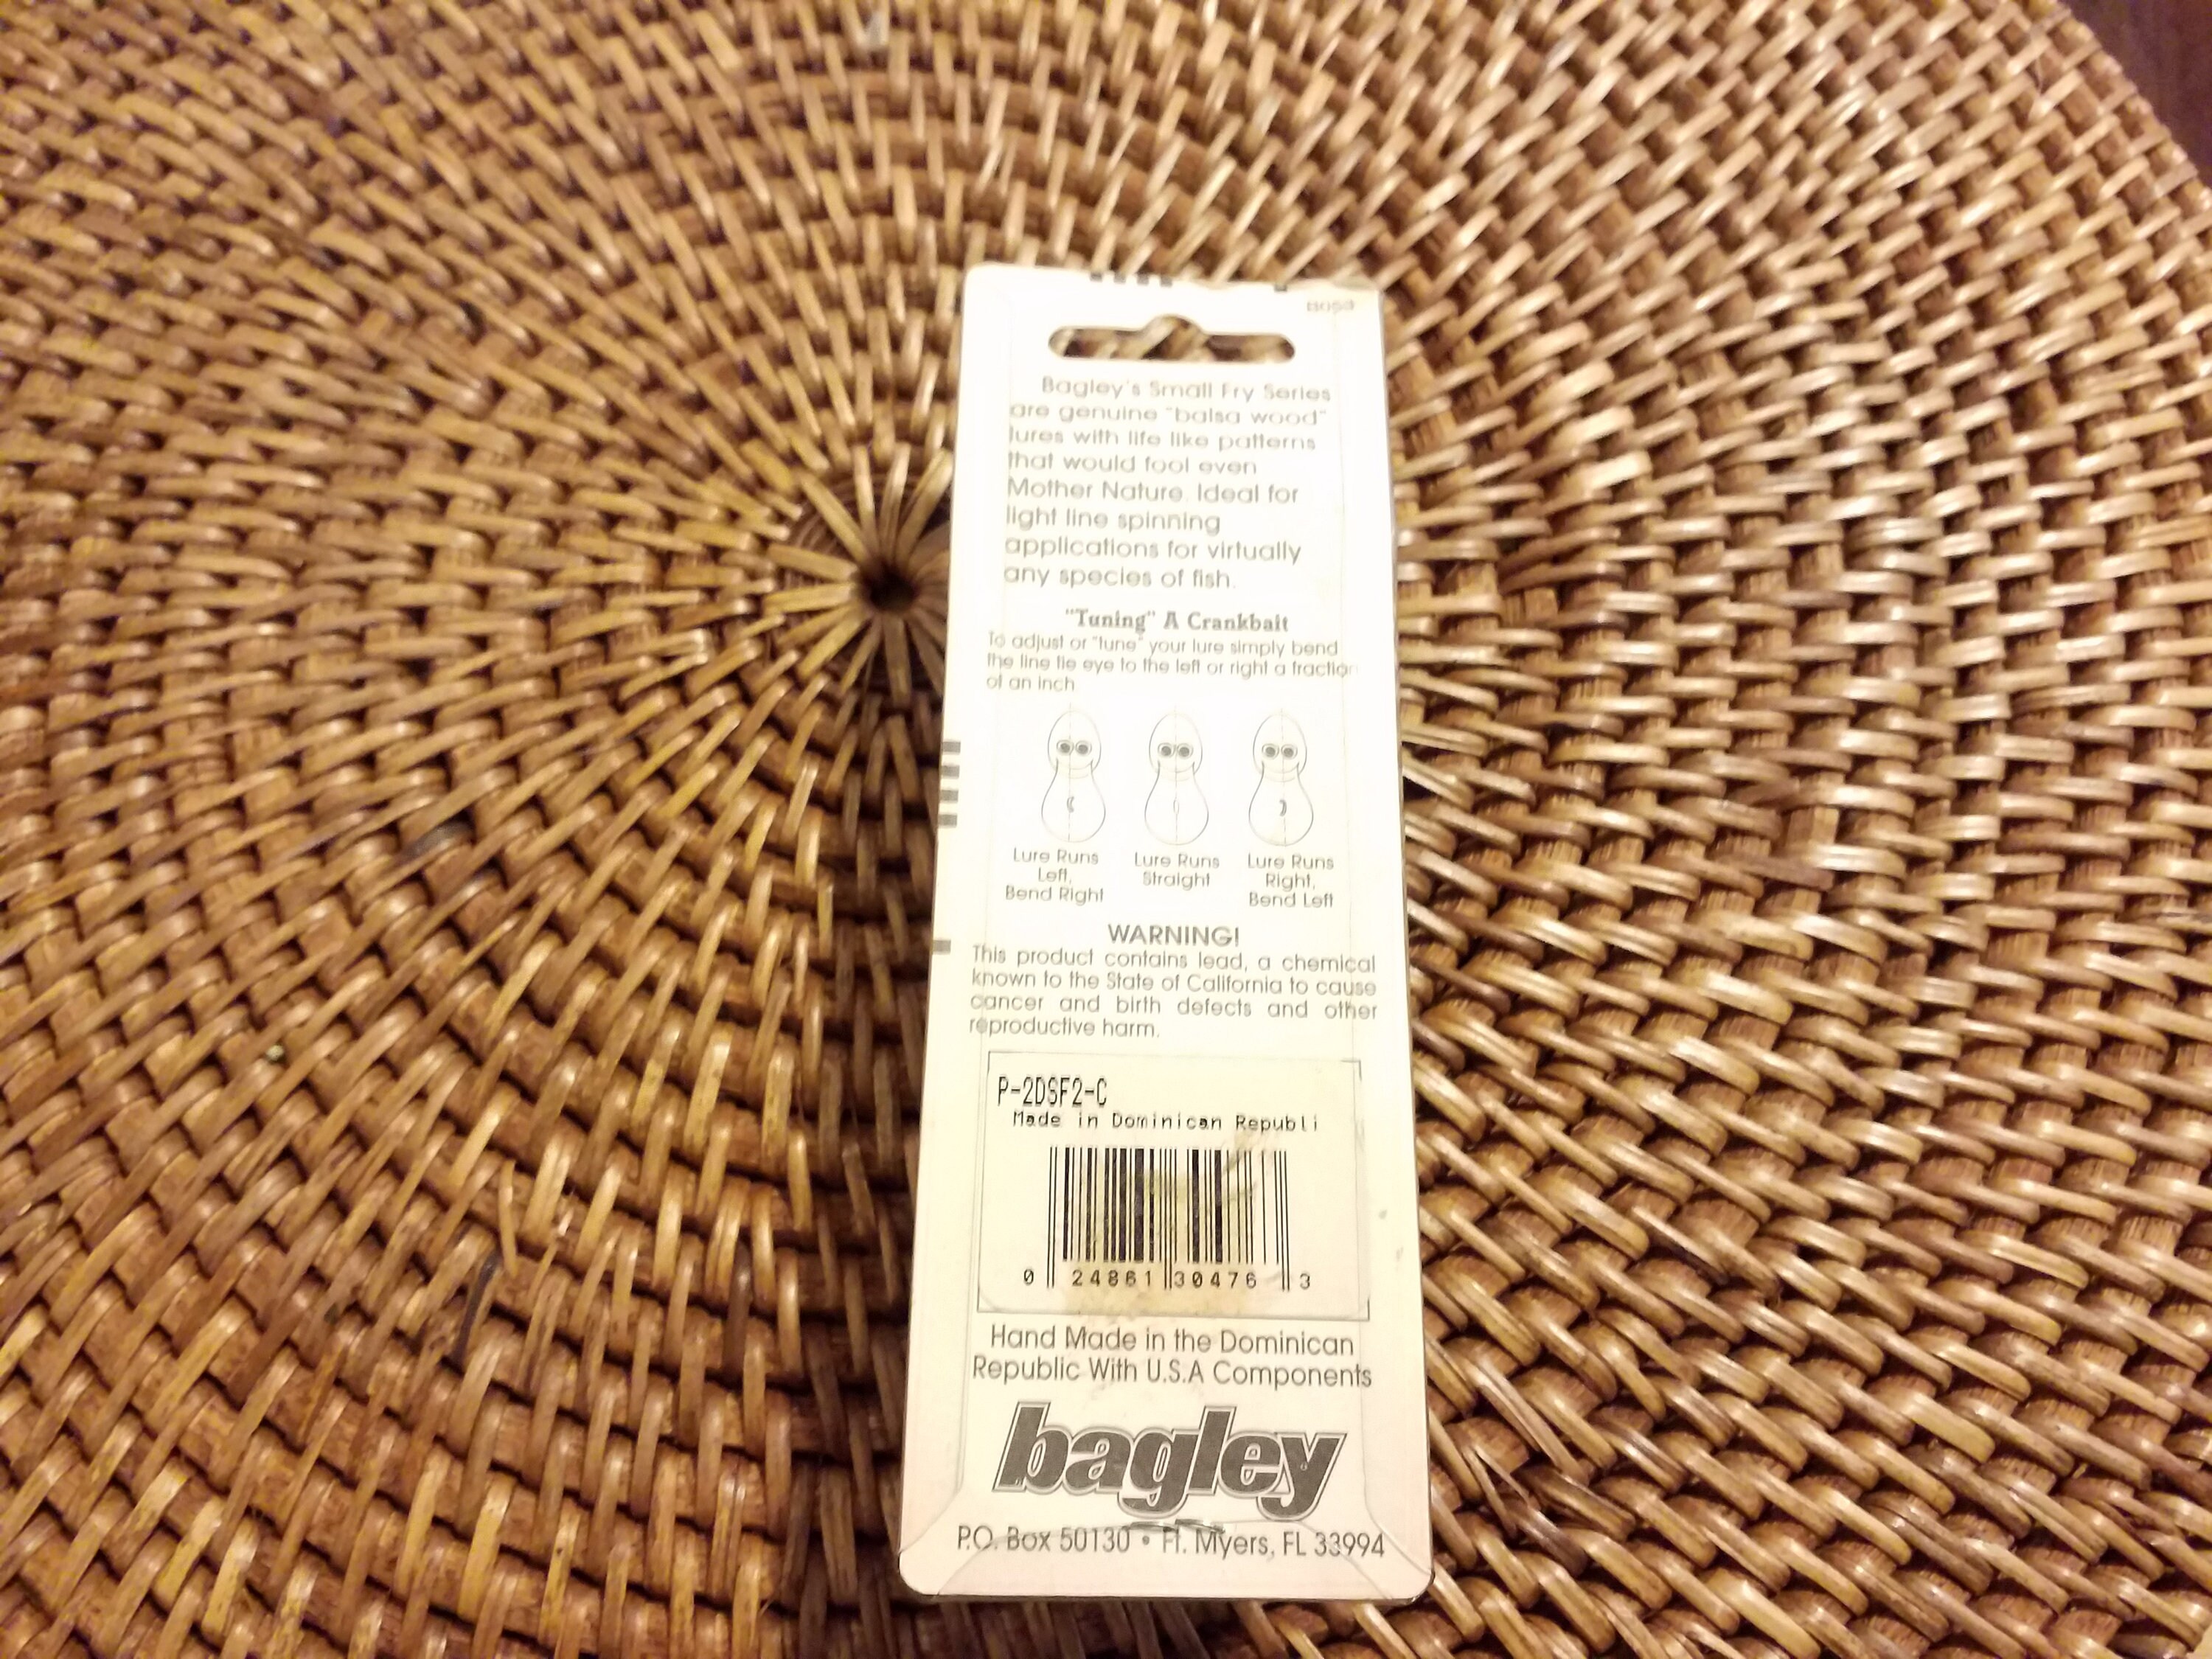 Bagley's Small Fry Series
are genuine "balsa wood"
lures with life like patterns
that would fool even
Mother Nature. Ideal for
light line spinning
applications for virtually
any species of fish.
"Tuning" A Crankbait
To adjust or "tune" your lure simply bend
the line tie eye to the left or right a fraction
of an inch
Lure Runs
Left,
Bend Right
Lure Runs
Straight
Lure Runs
Right,
Bend Left
WARNING!
This product contains lead, a chemical
known to the State of California to cause
cancer and birth defects and other
reproductive harm.
P-2DSF2-C
Made in Dominican Republi
0 24861 30476 3
Hand Made in the Dominican
Republic With U.S.A Components
bagley
P.O. Box 50130 • Ft. Myers, FL 33994